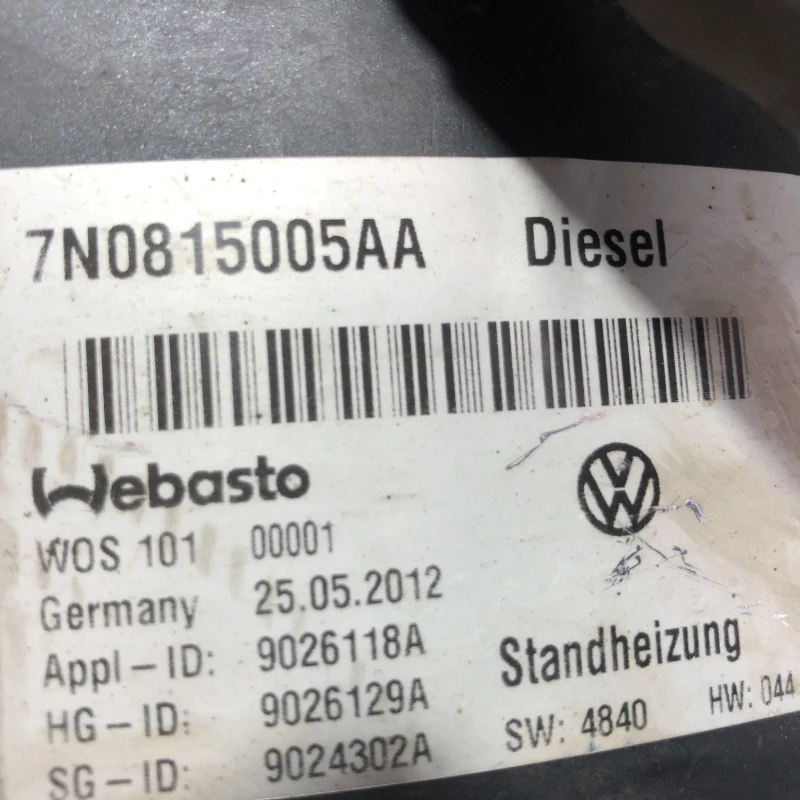 7N0815005AA Diesel
Webasto
WOS 101 00001
Germany 25.05.2012
Appl-ID: 9026118A
HG-ID: 9026129A Standheizung
SG-ID: 9024302A SW: 4840 HW: 044